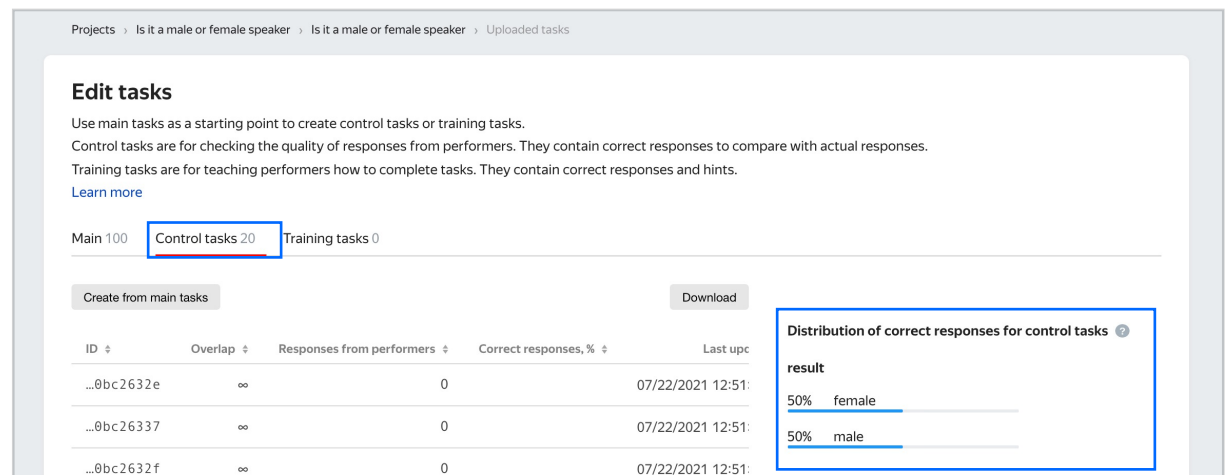 Projects › Is it a male or female speaker › Is it a male or female speaker › Uploaded tasks
Edit tasks
Use main tasks as a starting point to create control tasks or training tasks.
Control tasks are for checking the quality of responses from performers. They contain correct responses to compare with actual responses.
Training tasks are for teaching performers how to complete tasks. They contain correct responses and hints.
Learn more
Main 100 Control tasks 20 Training tasks 0
Create from main tasks Download
ID Overlap Responses from performers Correct responses, % Last upd
...0bc2632e ∞ 0 07/22/2021 12:51:
...0bc26337 ∞ 0 07/22/2021 12:51:
...0bc2632f ∞ 0 07/22/2021 12:51:
Distribution of correct responses for control tasks ?
result
50% female
50% male